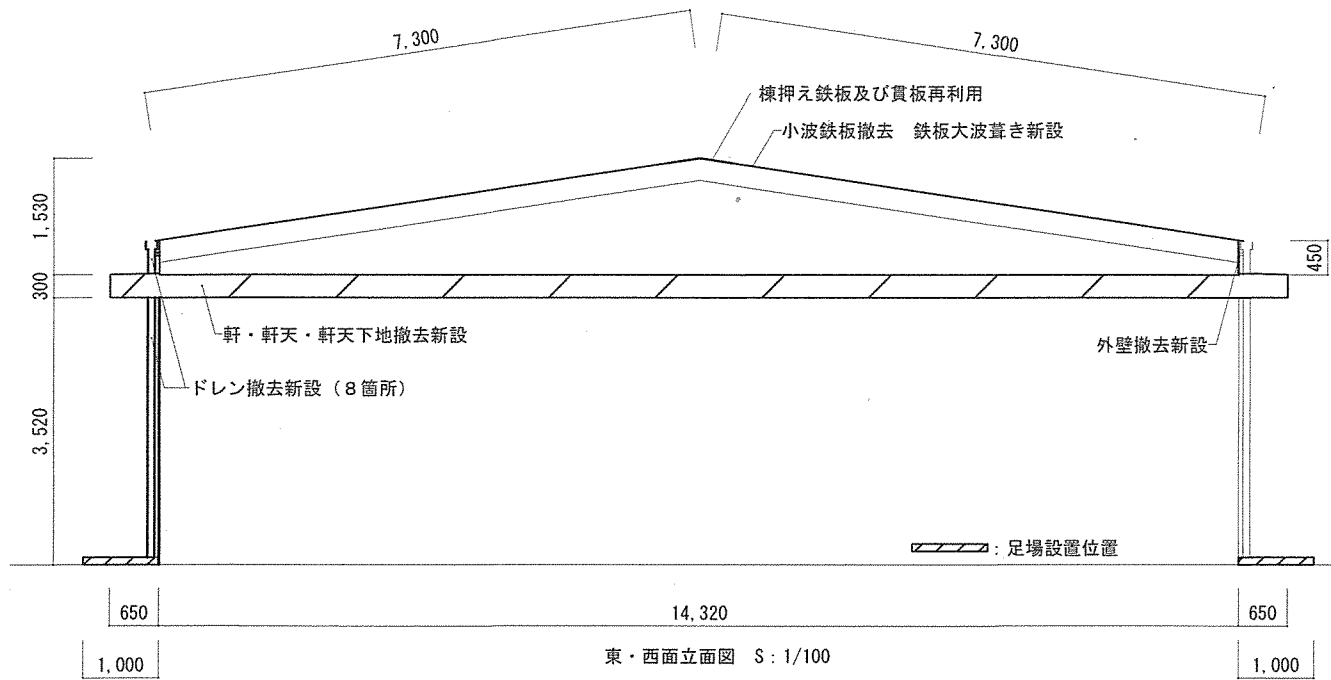 7,300
7,300
棟押え鉄板及び貫板再利用
小波鉄板撤去 鉄板大波葺き新設
1,530
450
300
軒・軒天・軒天下地撤去新設
外壁撤去新設
ドレン撤去新設(8箇所)
3,520
:足場設置位置
650
14,320
650
1,000
東・西面立面図 S:1/100
1,000